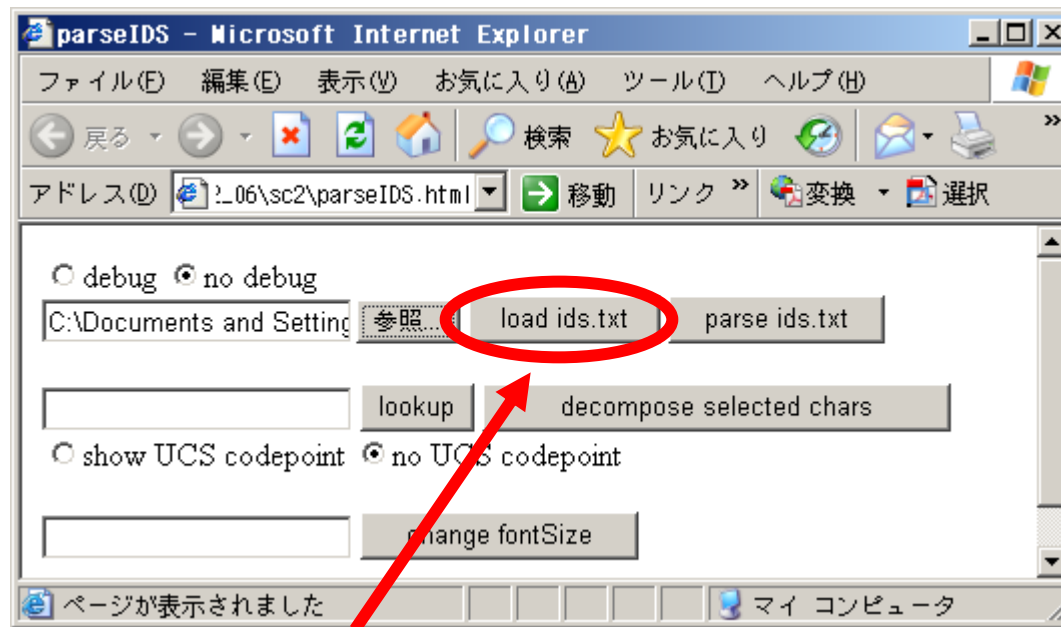 parseIDS - Microsoft Internet Explorer
ファイル(F) 編集(E) 表示(V) お気に入り(A) ツール(T) ヘルプ(H)
戻る 検索 お気に入り »
アドレス(D) 2_06\sc2\parseIDS.html 移動 リンク » 変換 選択
debug no debug
C:\Documents and Setting 参照... load ids.txt parse ids.txt
lookup decompose selected chars
show UCS codepoint no UCS codepoint
change fontSize
ページが表示されました マイ コンピュータ